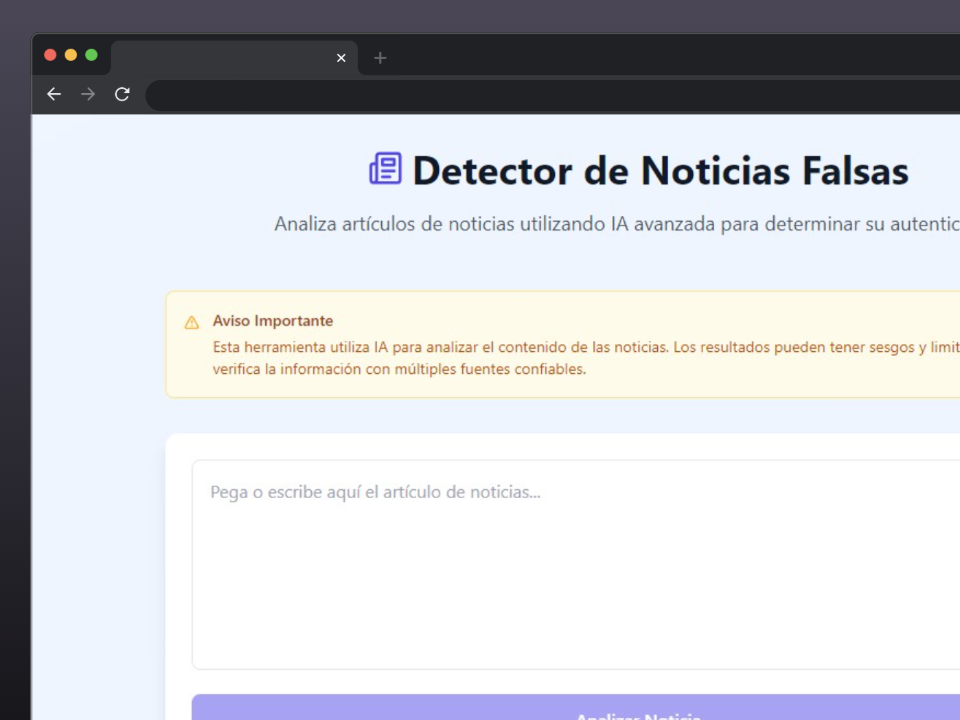 Detector de Noticias Falsas
Analiza artículos de noticias utilizando IA avanzada para determinar su autentic
Aviso Importante
Esta herramienta utiliza IA para analizar el contenido de las noticias. Los resultados pueden tener sesgos y limit
verifica la información con múltiples fuentes confiables.
Pega o escribe aquí el artículo de noticias...
Analizar Noticia